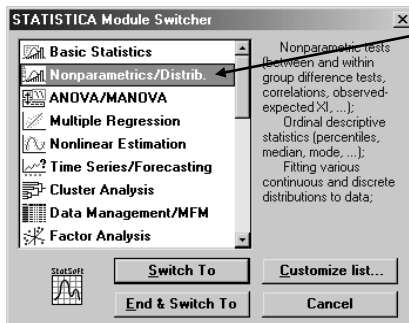 STATISTICA Module Switcher
Basic Statistics
Nonparametrics/Distrib.
ANOVA/MANOVA
Multiple Regression
Nonlinear Estimation
Time Series/Forecasting
Cluster Analysis
Data Management/MFM
Factor Analysis
Nonparametric tests
(between and within
group difference tests,
correlations, observed-
expected XI, ...);
Ordinal descriptive
statistics (percentiles,
median, mode, ...);
Fitting various
continuous and discrete
distributions to data;
StatSoft
Switch To
Customize list...
End & Switch To
Cancel